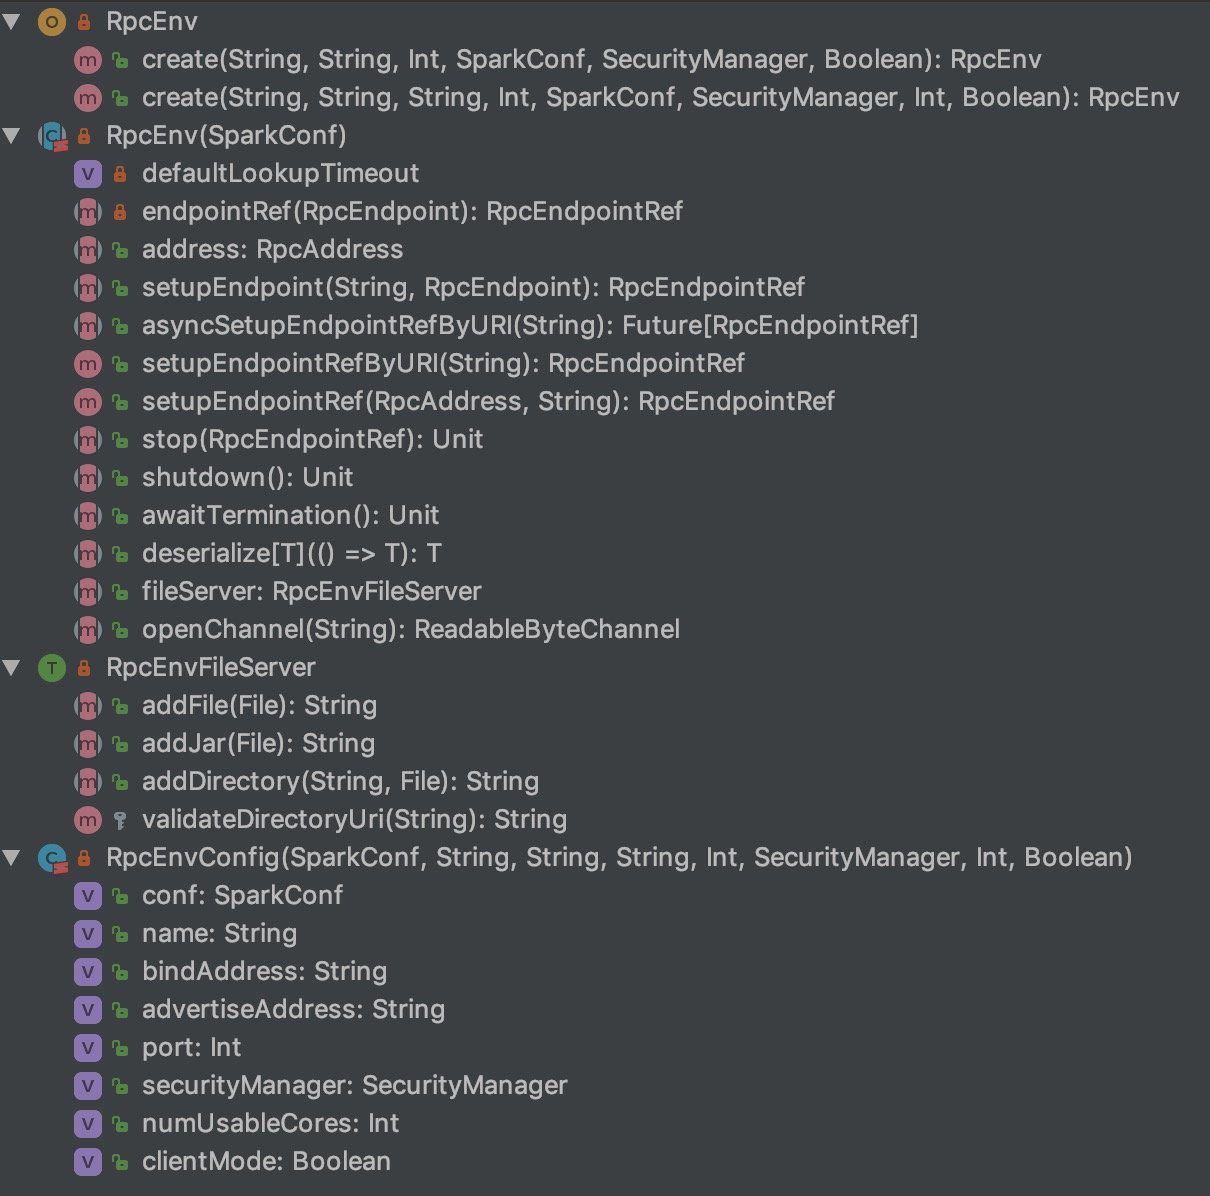 RpcEnv
create(String, String, Int, SparkConf, SecurityManager, Boolean): RpcEnv
create(String, String, String, Int, SparkConf, SecurityManager, Int, Boolean): RpcEnv
RpcEnv(SparkConf)
defaultLookupTimeout
endpointRef(RpcEndpoint): RpcEndpointRef
address: RpcAddress
setupEndpoint(String, RpcEndpoint): RpcEndpointRef
asyncSetupEndpointRefByURI(String): Future[RpcEndpointRef]
setupEndpointRefByURI(String): RpcEndpointRef
setupEndpointRef(RpcAddress, String): RpcEndpointRef
stop(RpcEndpointRef): Unit
shutdown(): Unit
awaitTermination(): Unit
deserialize[T](() => T): T
fileServer: RpcEnvFileServer
openChannel(String): ReadableByteChannel
RpcEnvFileServer
addFile(File): String
addJar(File): String
addDirectory(String, File): String
validateDirectoryUri(String): String
RpcEnvConfig(SparkConf, String, String, String, Int, SecurityManager, Int, Boolean)
conf: SparkConf
name: String
bindAddress: String
advertiseAddress: String
port: Int
securityManager: SecurityManager
numUsableCores: Int
clientMode: Boolean